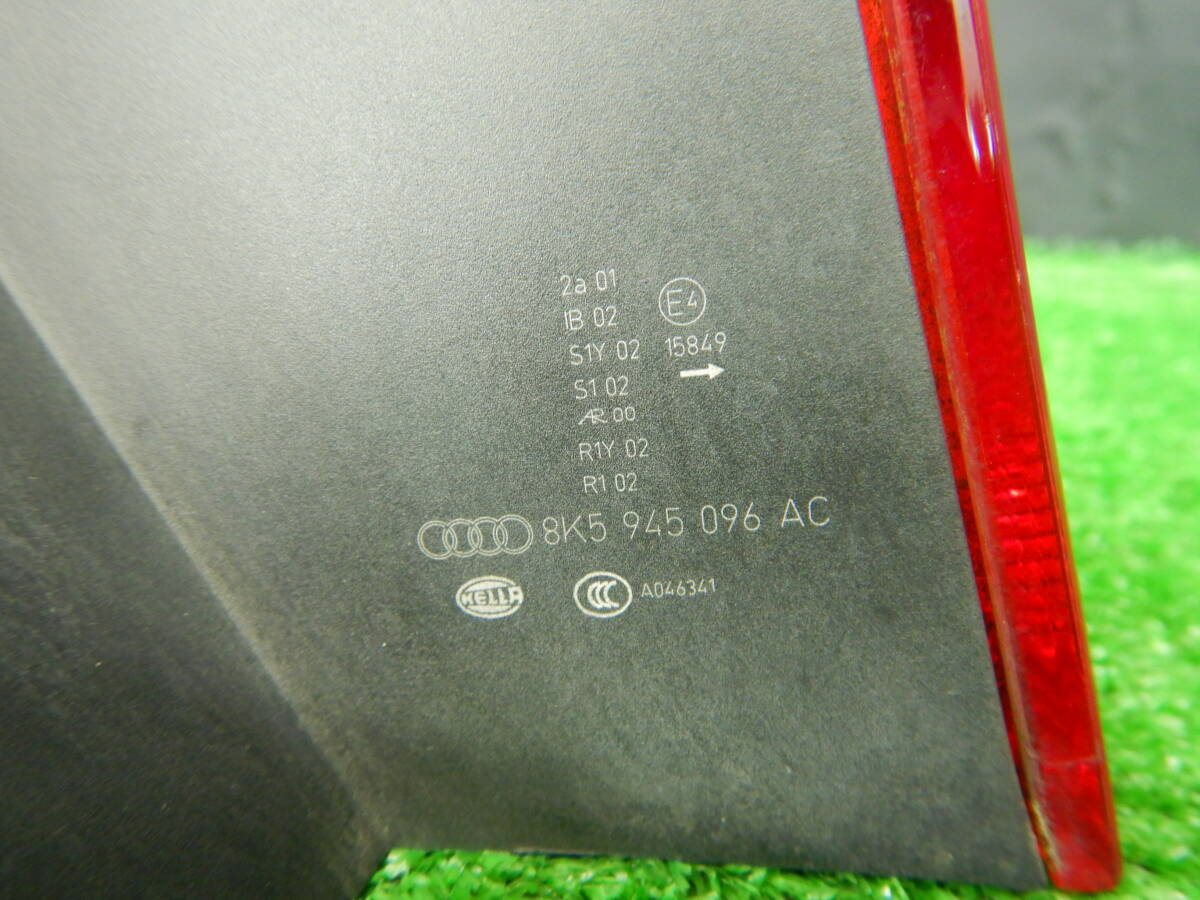 2a 01
IB 02 E4
S1Y 02 15849
S1 02
AR 00
R1Y 02
R1 02
8K5 945 096 AC
HELLA CCC A046341